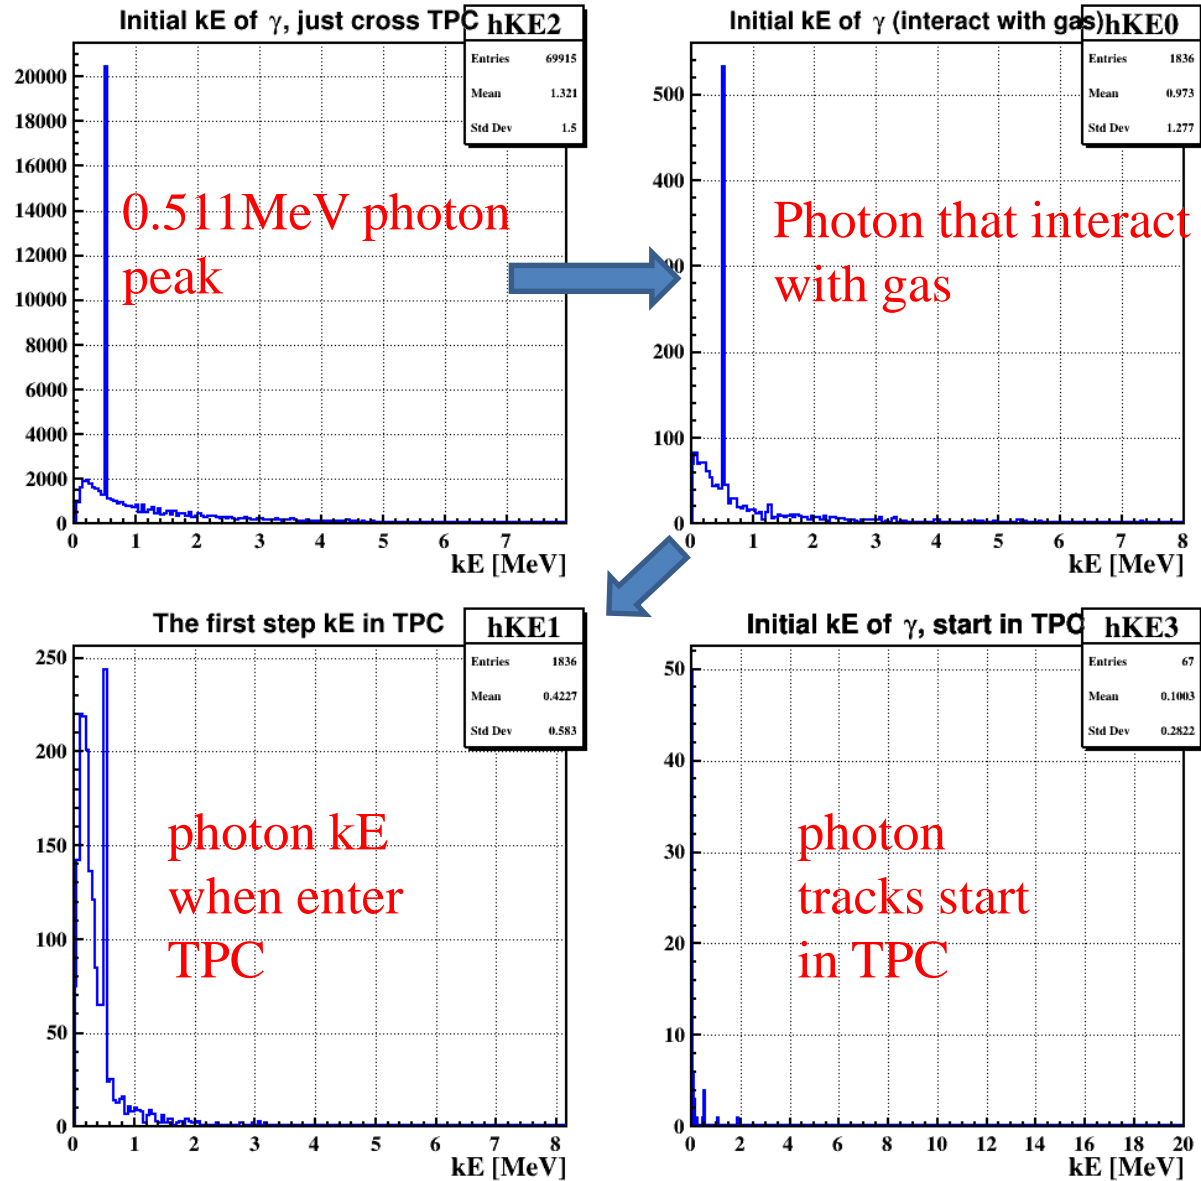 Initial kE of γ, just cross TPC
hKE2
Entries 69915
Mean 1.321
Std Dev 1.5
20000
18000
16000
14000
12000
10000
8000
6000
4000
2000
0
0 1 2 3 4 5 6 7
kE [MeV]
0.511MeV photon
peak
Initial kE of γ (interact with gas)
hKE0
Entries 1836
Mean 0.973
Std Dev 1.277
500
400
00
200
100
0
0 1 2 3 4 5 6 7 8
kE [MeV]
Photon that interact
with gas
The first step kE in TPC
hKE1
Entries 1836
Mean 0.4227
Std Dev 0.583
250
200
150
100
50
0
0 1 2 3 4 5 6 7 8
kE [MeV]
photon kE
when enter
TPC
Initial kE of γ, start in TPC
hKE3
Entries 67
Mean 0.1003
Std Dev 0.2822
50
40
30
20
10
0
0 2 4 6 8 10 12 14 16 18 20
kE [MeV]
photon
tracks start
in TPC